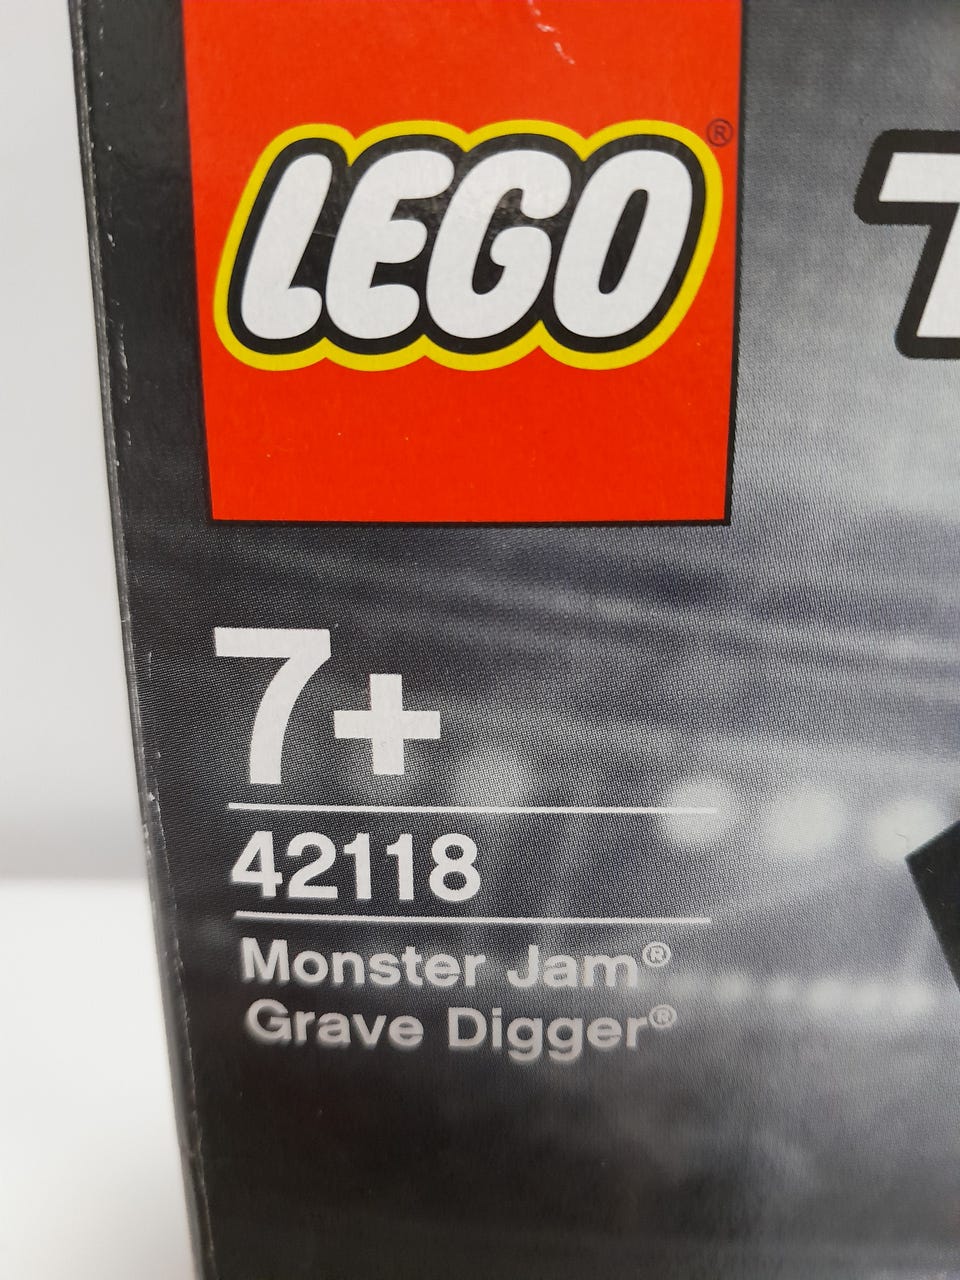 LEGO®
7+
42118
Monster Jam®
Grave Digger®